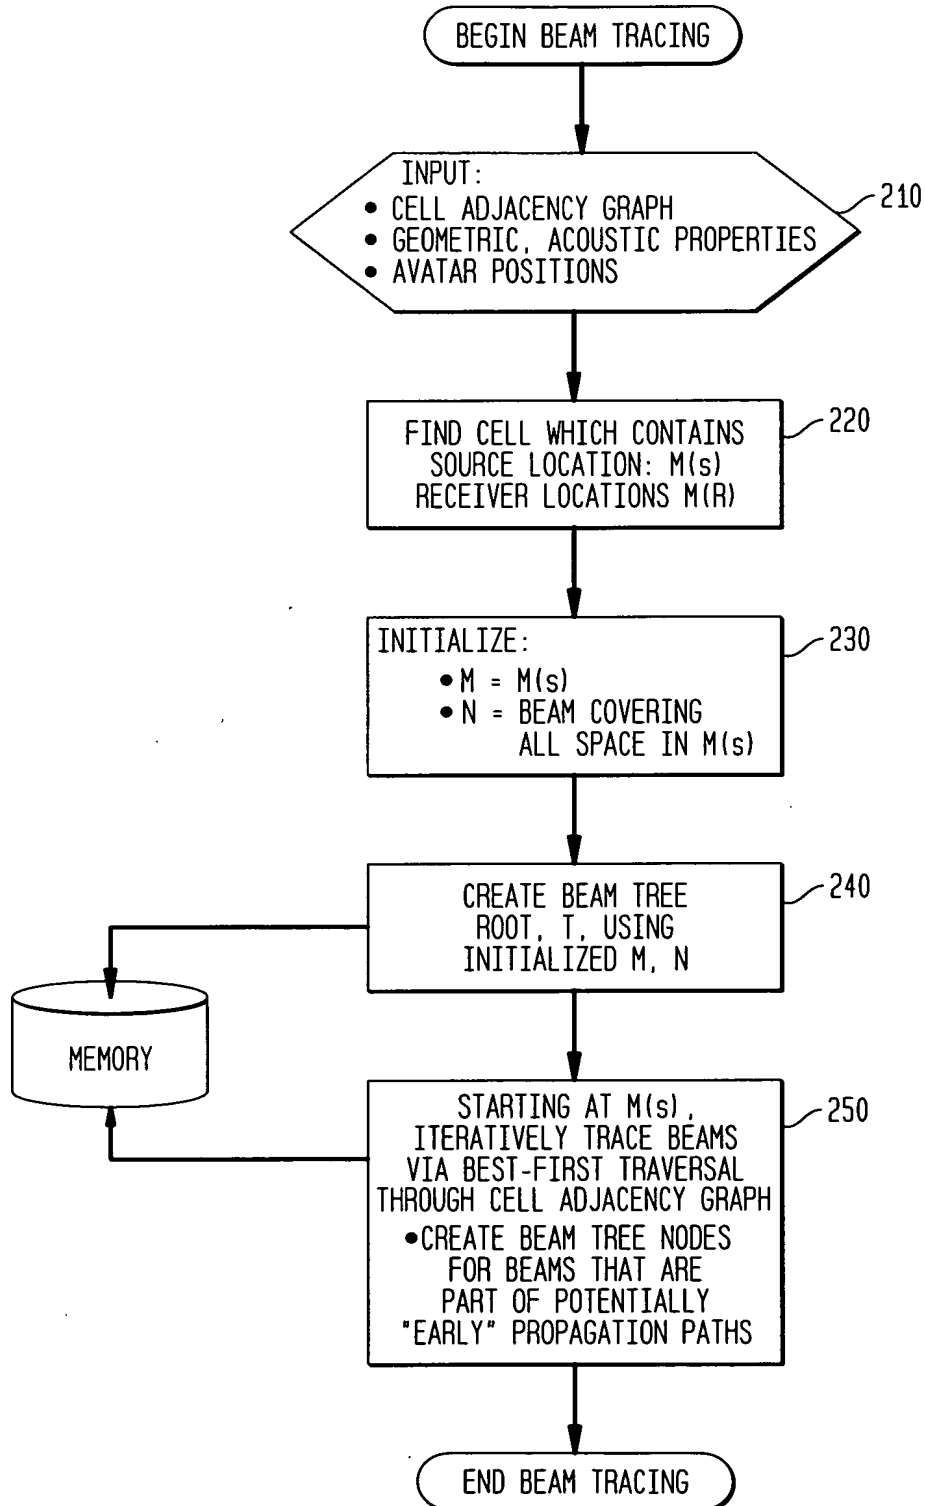 BEGIN BEAM TRACING
INPUT:
• CELL ADJACENCY GRAPH
• GEOMETRIC, ACOUSTIC PROPERTIES
• AVATAR POSITIONS
210
FIND CELL WHICH CONTAINS
SOURCE LOCATION: M(s)
RECEIVER LOCATIONS M(R)
220
INITIALIZE:
• M = M(s)
• N = BEAM COVERING
ALL SPACE IN M(s)
230
CREATE BEAM TREE
ROOT, T, USING
INITIALIZED M, N
240
MEMORY
STARTING AT M(s),
ITERATIVELY TRACE BEAMS
VIA BEST-FIRST TRAVERSAL
THROUGH CELL ADJACENCY GRAPH
• CREATE BEAM TREE NODES
FOR BEAMS THAT ARE
PART OF POTENTIALLY
"EARLY" PROPAGATION PATHS
250
END BEAM TRACING